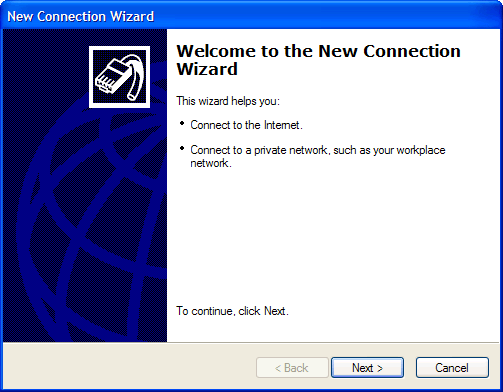 New Connection Wizard
Welcome to the New Connection
Wizard
This wizard helps you:
• Connect to the Internet.
• Connect to a private network, such as your workplace
network.
To continue, click Next.
< Back
Next >
Cancel